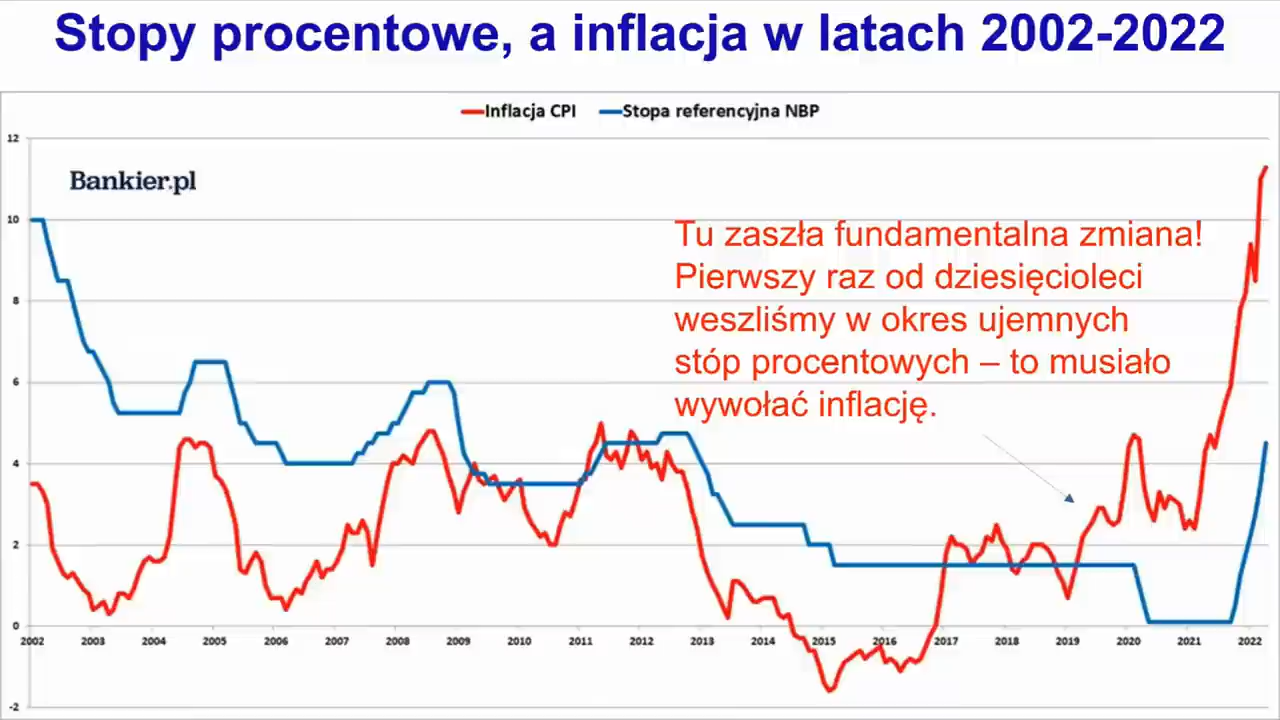 Stopy procentowe, a inflacja w latach 2002-2022
Inflacja CPI Stopa referencyjna NBP
12
Bankier.pl
10
Tu zaszła fundamentalna zmiana!
Pierwszy raz od dziesięcioleci
8
weszliśmy w okres ujemnych
stóp procentowych – to musiało
6
wywołać inflację.
4
2
0
2002 2003 2004 2005 2006 2007 2008 2009 2010 2011 2012 2013 2014 2015 2016 2017 2018 2019 2020 2021 2022
-2